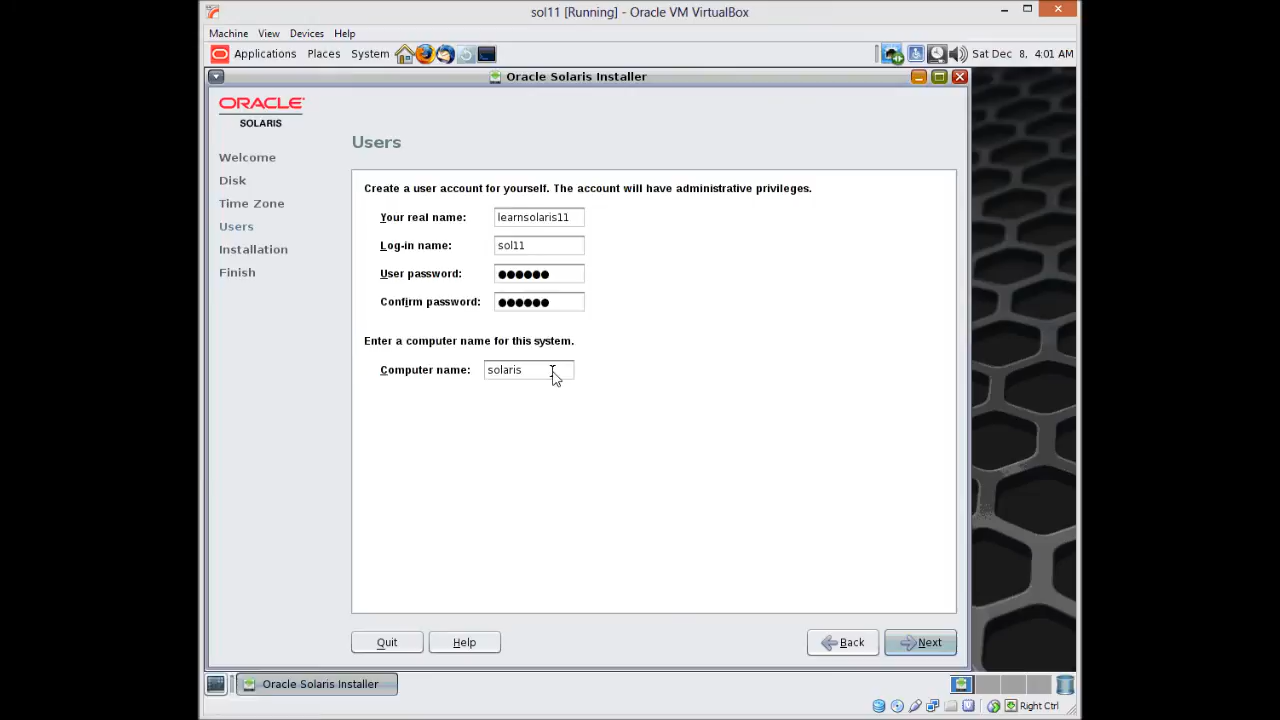 sol11 [Running] - Oracle VM VirtualBox
Machine View Devices Help
Applications Places System Sat Dec 8, 4:01 AM
Oracle Solaris Installer
ORACLE
SOLARIS
Welcome
Disk
Time Zone
Users
Installation
Finish
Users
Create a user account for yourself. The account will have administrative privileges.
Your real name: learnsolaris11
Log-in name: sol11
User password: ●●●●●●
Confirm password: ●●●●●●
Enter a computer name for this system.
Computer name: solaris
Quit Help Back Next
Oracle Solaris Installer
Right Ctrl